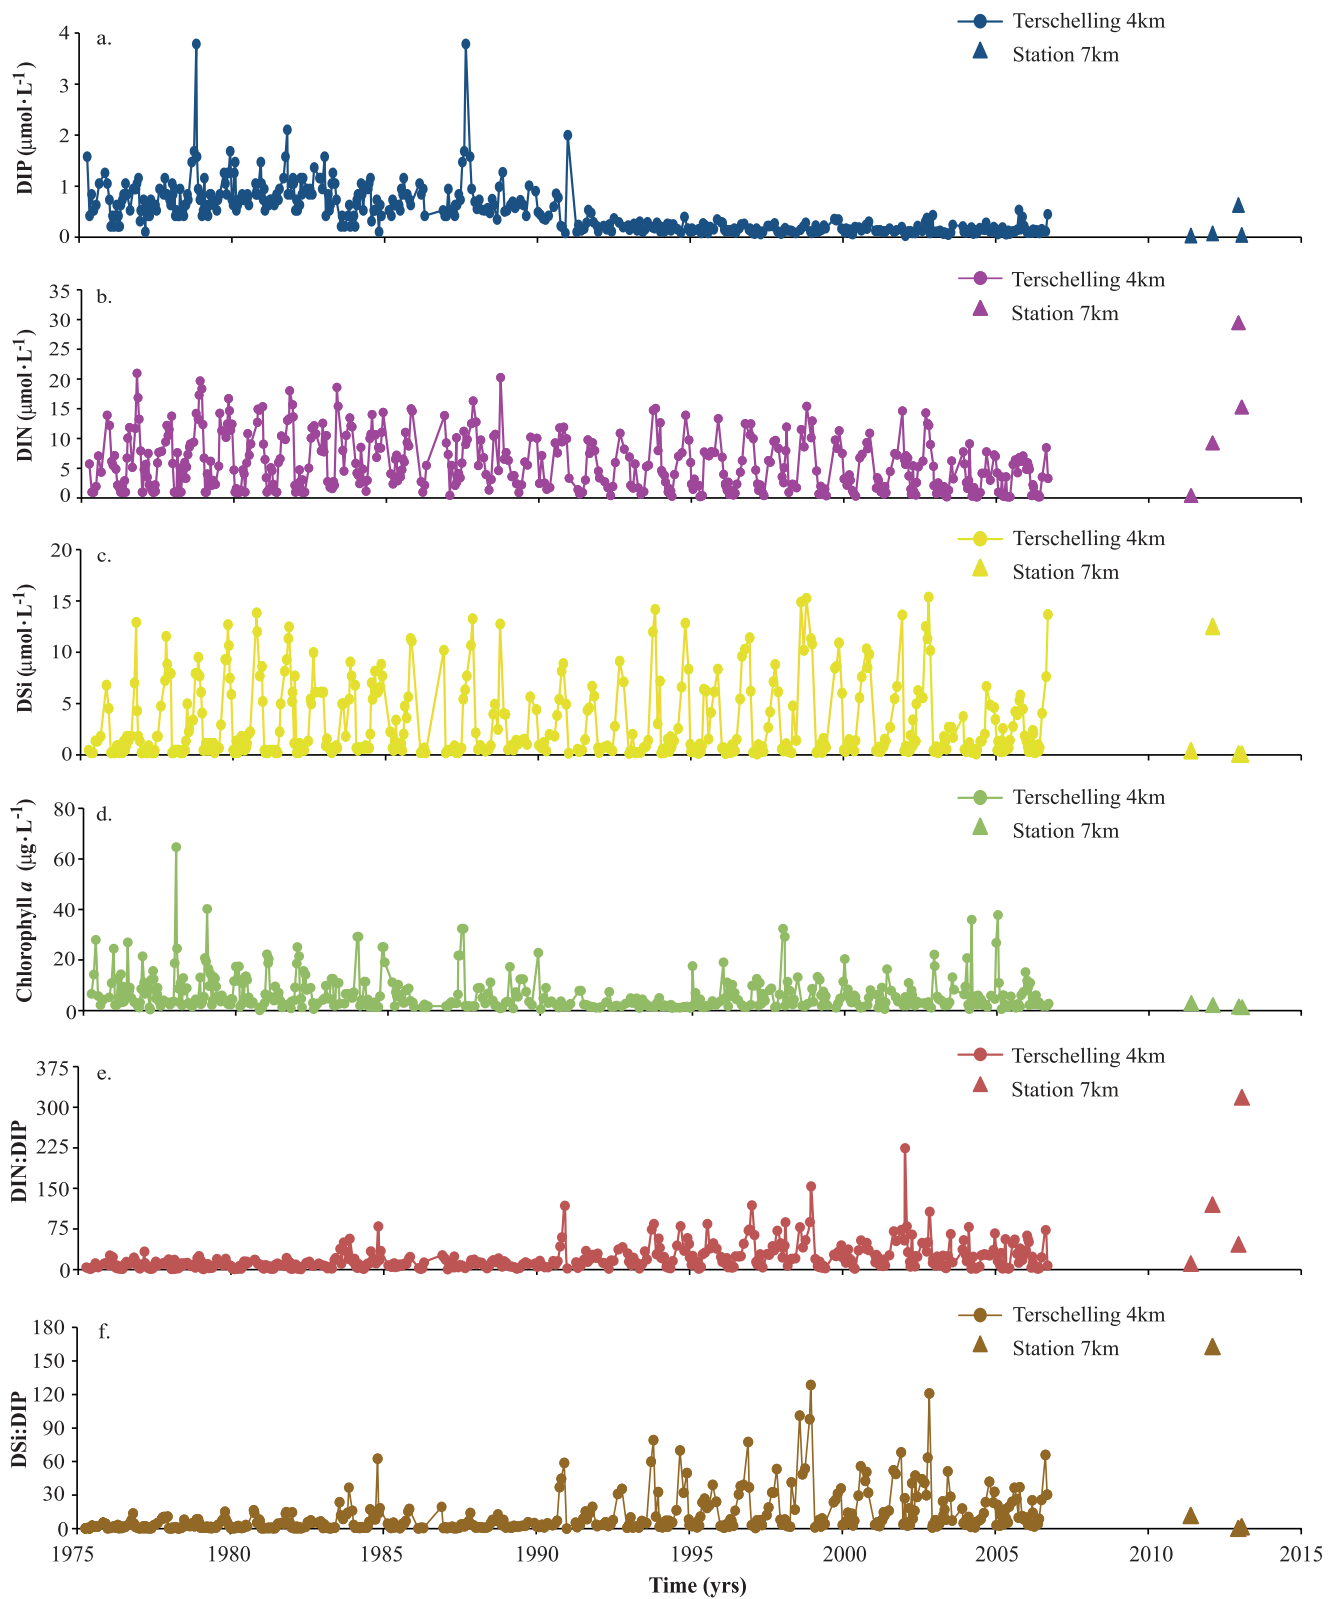 a.
Terschelling 4km
Station 7km
DIP (μmol·L⁻¹)
4
3
2
1
0
b.
Terschelling 4km
Station 7km
DIN (μmol·L⁻¹)
35
30
25
20
15
10
5
0
c.
Terschelling 4km
Station 7km
DSi (μmol·L⁻¹)
20
15
10
5
0
d.
Terschelling 4km
Station 7km
Chlorophyll a (μg·L⁻¹)
80
60
40
20
0
e.
Terschelling 4km
Station 7km
DIN:DIP
375
300
225
150
75
0
f.
Terschelling 4km
Station 7km
DSi:DIP
180
150
120
90
60
30
0
1975 1980 1985 1990 1995 2000 2005 2010 2015
Time (yrs)